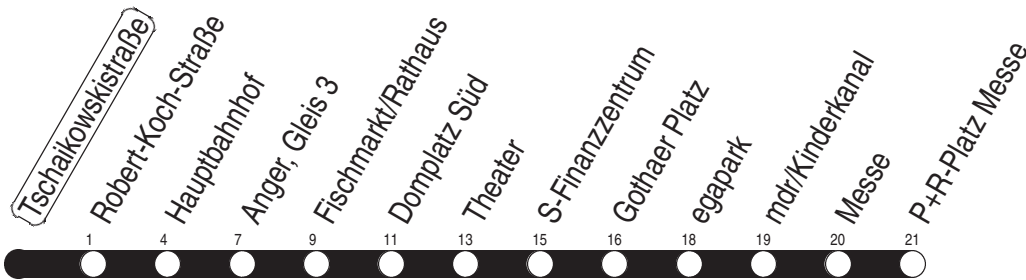 Tschaikowskistraße
Robert-Koch-Straße
Hauptbahnhof
Anger, Gleis 3
Fischmarkt/Rathaus
Domplatz Süd
Theater
S-Finanzzentrum
Gothaer Platz
egapark
mdr/Kinderkanal
Messe
P+R-Platz Messe
1 4 7 9 11 13 15 16 18 19 20 21